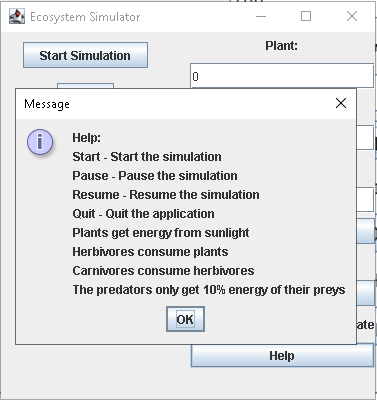 Ecosystem Simulator
Start Simulation
Plant:
0
Message
Help:
Start - Start the simulation
Pause - Pause the simulation
Resume - Resume the simulation
Quit - Quit the application
Plants get energy from sunlight
Herbivores consume plants
Carnivores consume herbivores
The predators only get 10% energy of their preys
OK
ate
Help